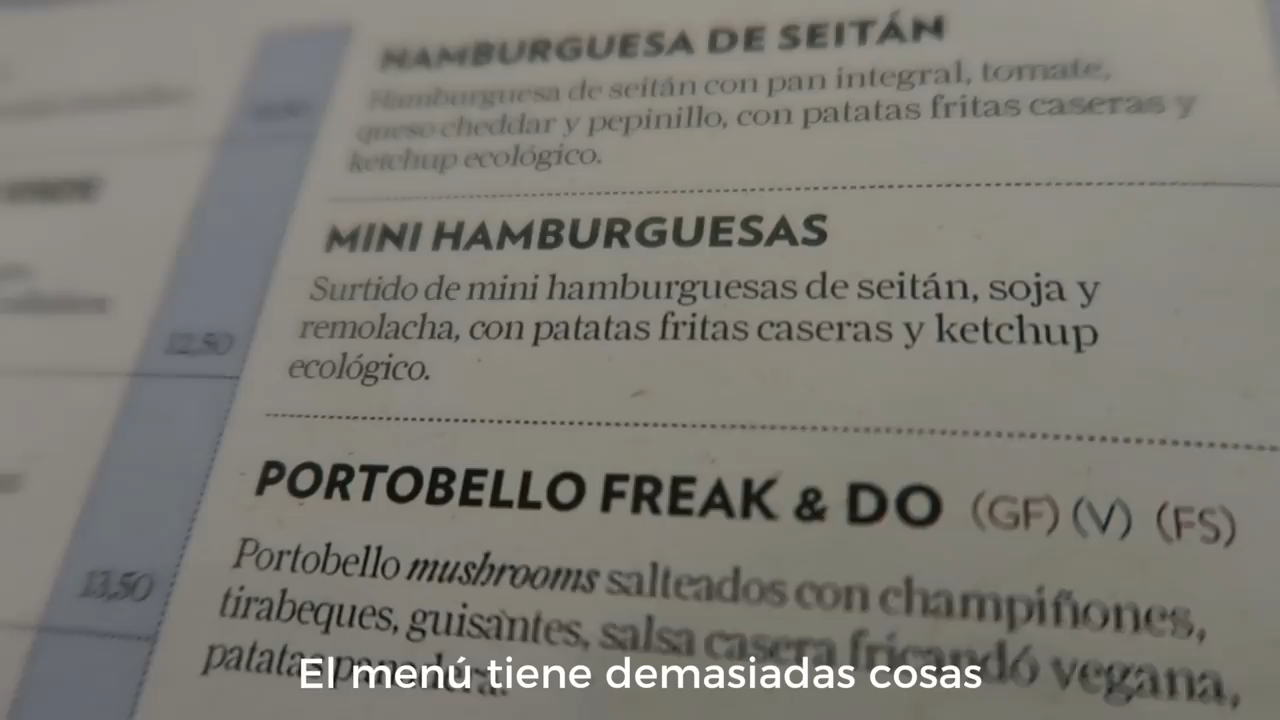 HAMBURGUESA DE SEITÁN
Hamburguesa de seitán con pan integral, tomate,
queso cheddar y pepinillo, con patatas fritas caseras y
ketchup ecológico.
MINI HAMBURGUESAS
Surtido de mini hamburguesas de seitán, soja y
remolacha, con patatas fritas caseras y ketchup
ecológico.
12,50
PORTOBELLO FREAK & DO (GF) (V) (FS)
Portobello mushrooms salteados con champiñones,
tirabeques, guisantes, salsa casera fricandó vegana,
13,50
El menú tiene demasiadas cosas